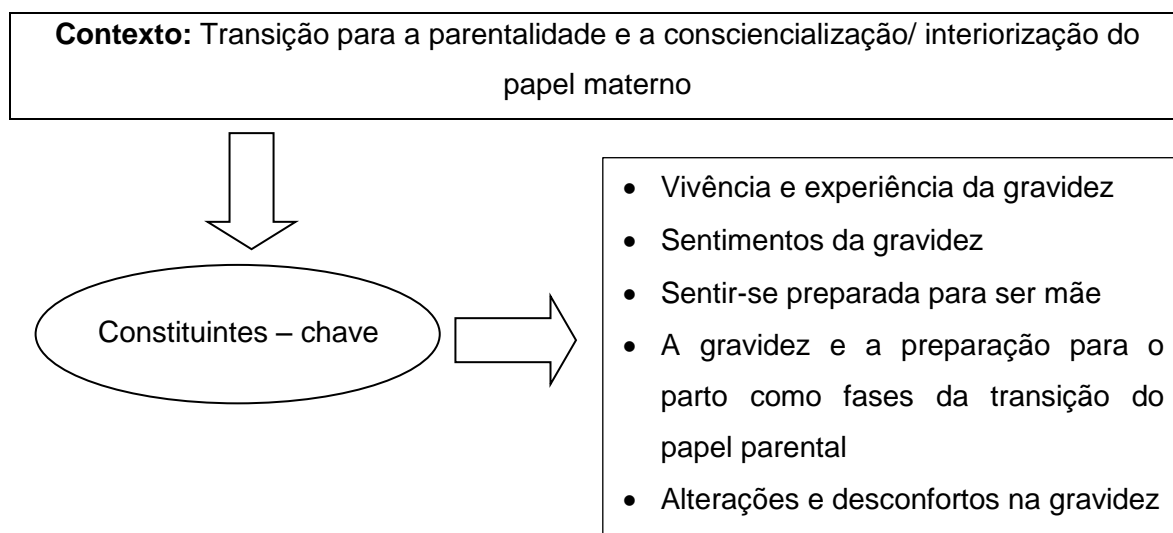 Contexto: Transição para a parentalidade e a consciencialização/ interiorização do
papel materno
Constituintes – chave
• Vivência e experiência da gravidez
• Sentimentos da gravidez
• Sentir-se preparada para ser mãe
• A gravidez e a preparação para o
parto como fases da transição do
papel parental
• Alterações e desconfortos na gravidez